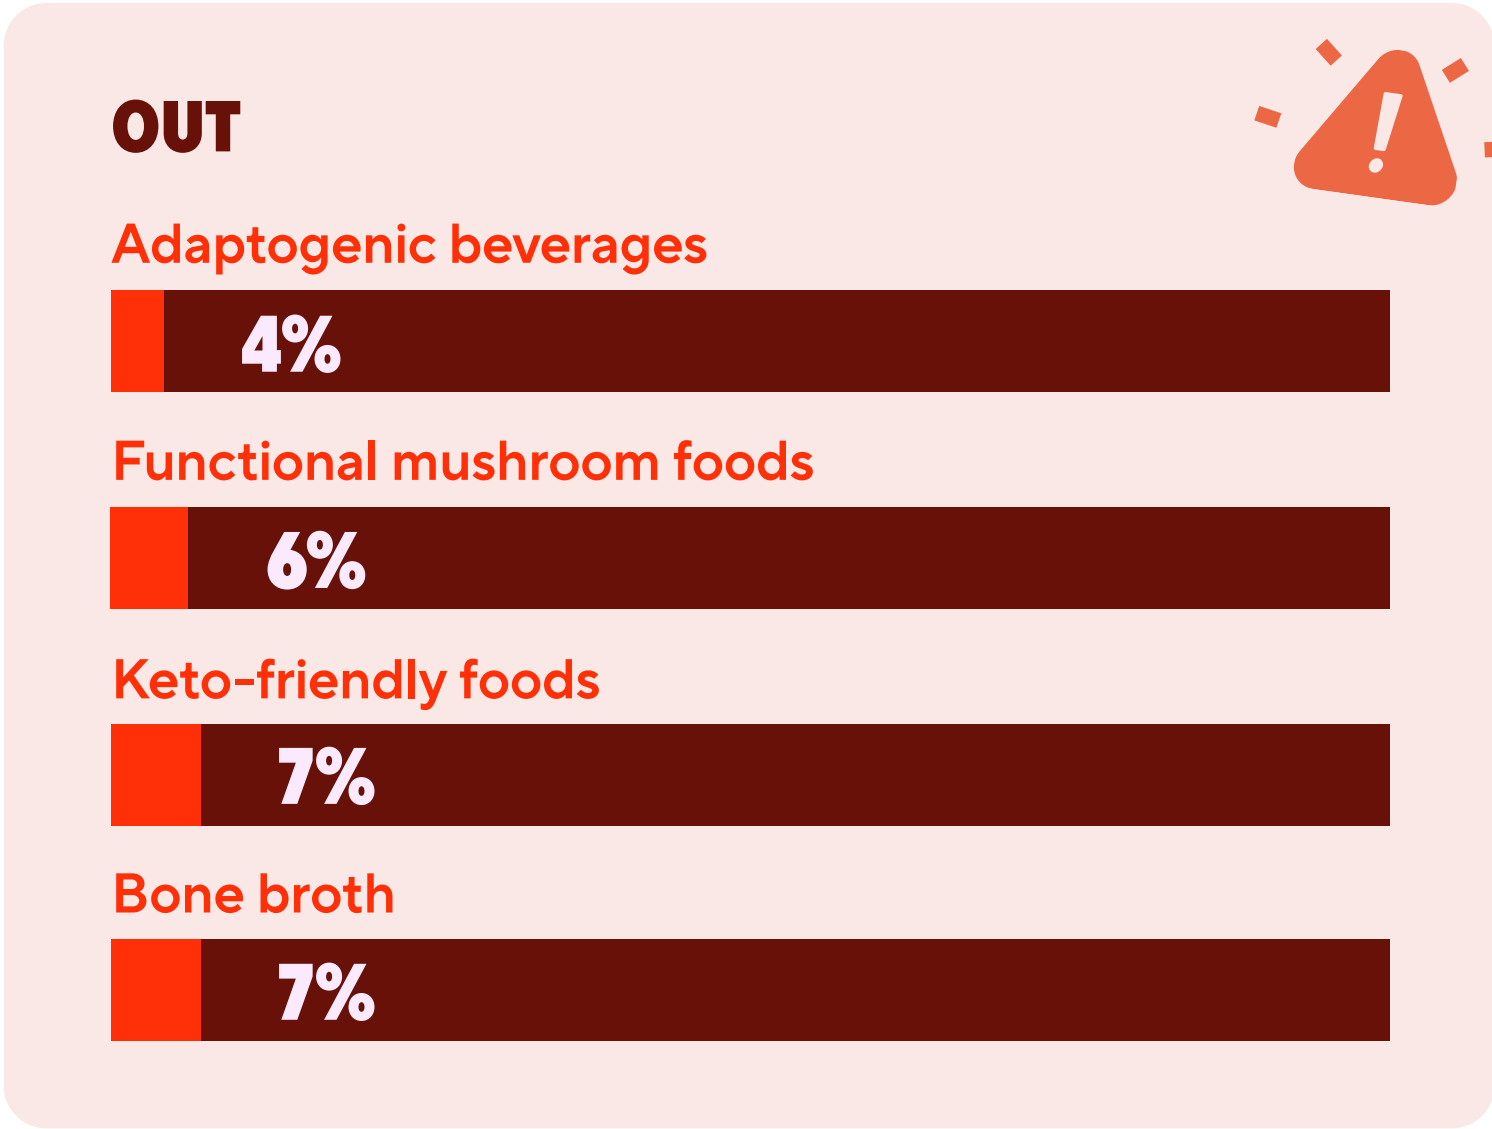 OUT
Adaptogenic beverages
4%
Functional mushroom foods
6%
Keto-friendly foods
7%
Bone broth
7%